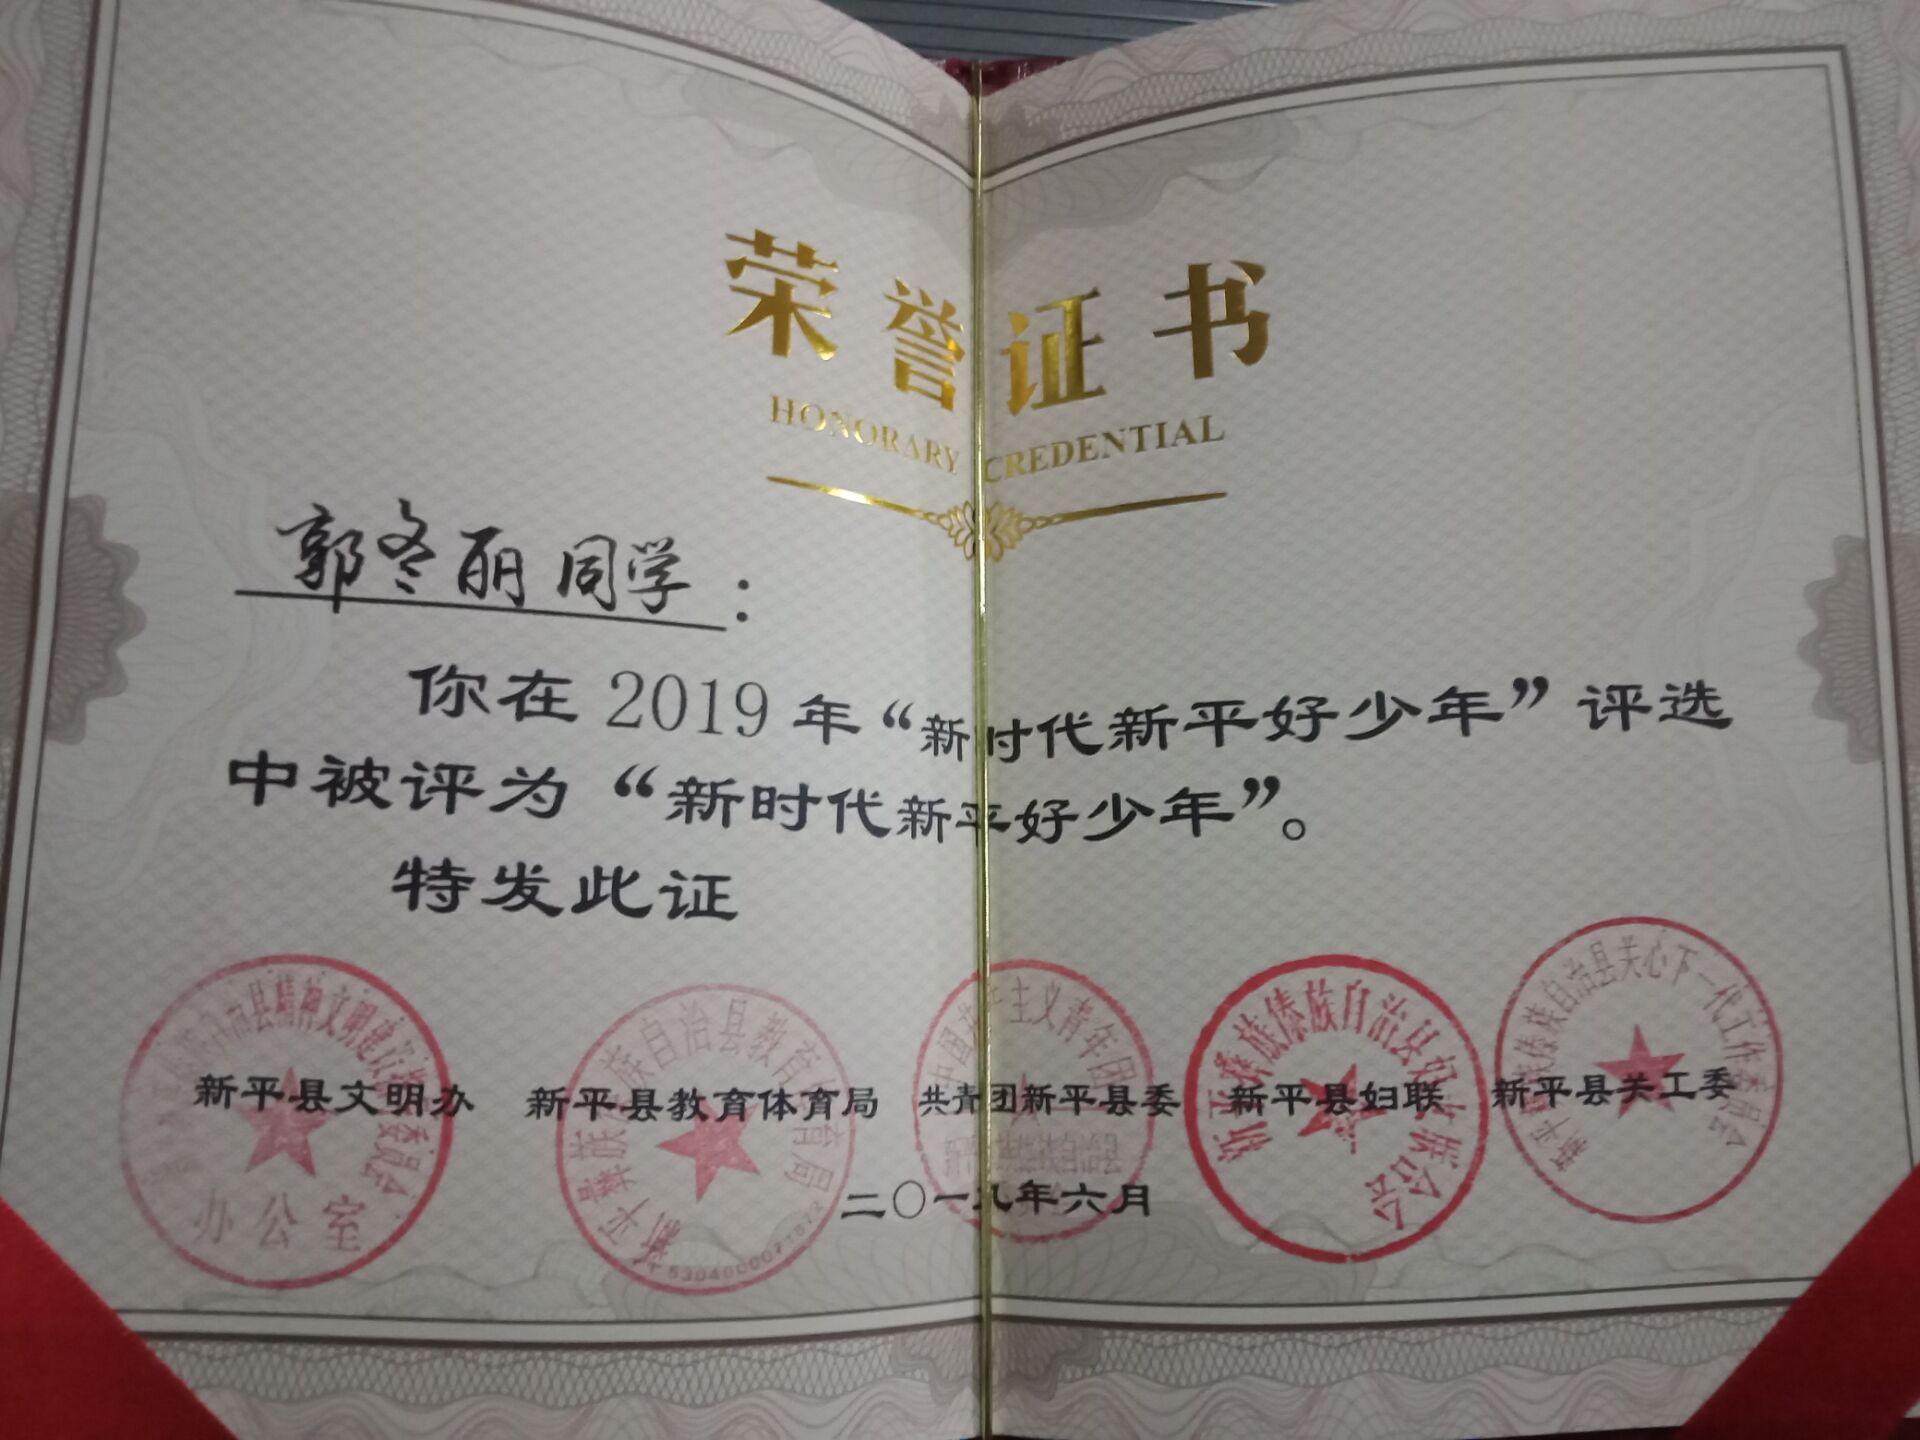 荣誉证书
HONORARY CREDENTIAL
郭冬丽同学：
你在2019年“新时代新平好少年”评选
中被评为“新时代新平好少年”。
特发此证
新平县文明办 新平县教育体育局 共青团新平县委 新平县妇联 新平县关工委
二〇一九年六月
办公室